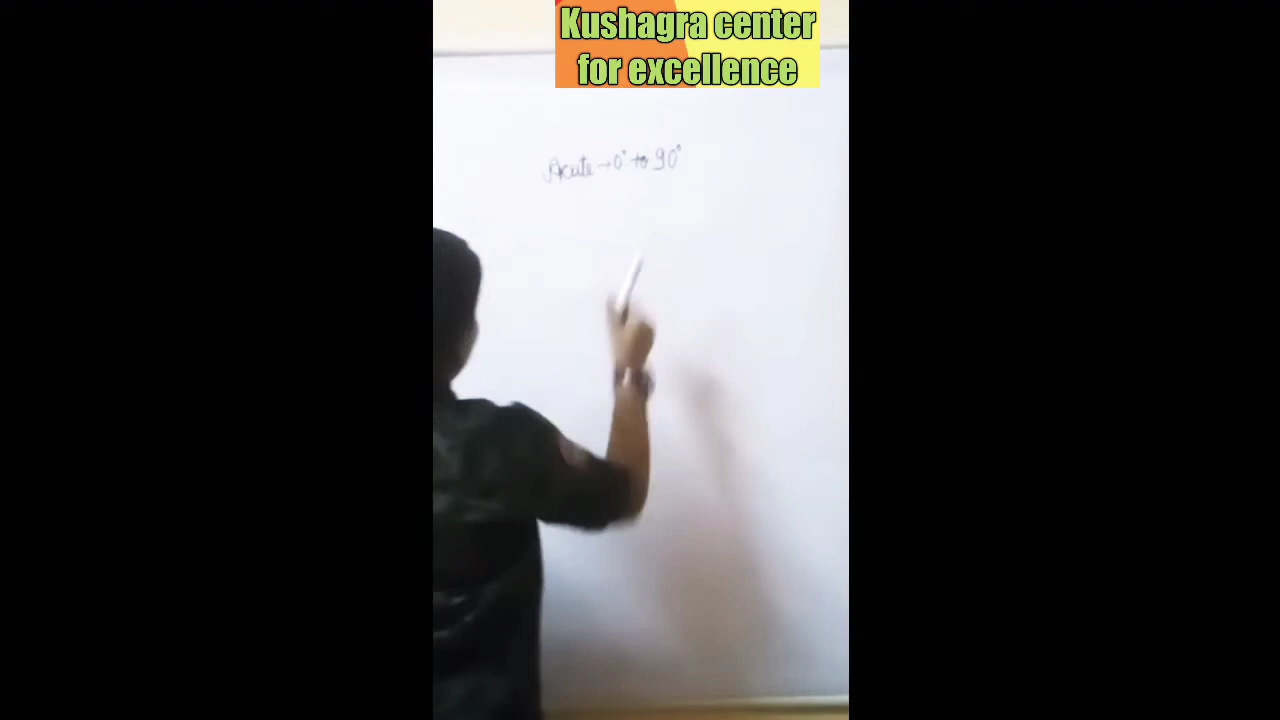 Kushagra center
for excellence
Acute → 0° to 90°